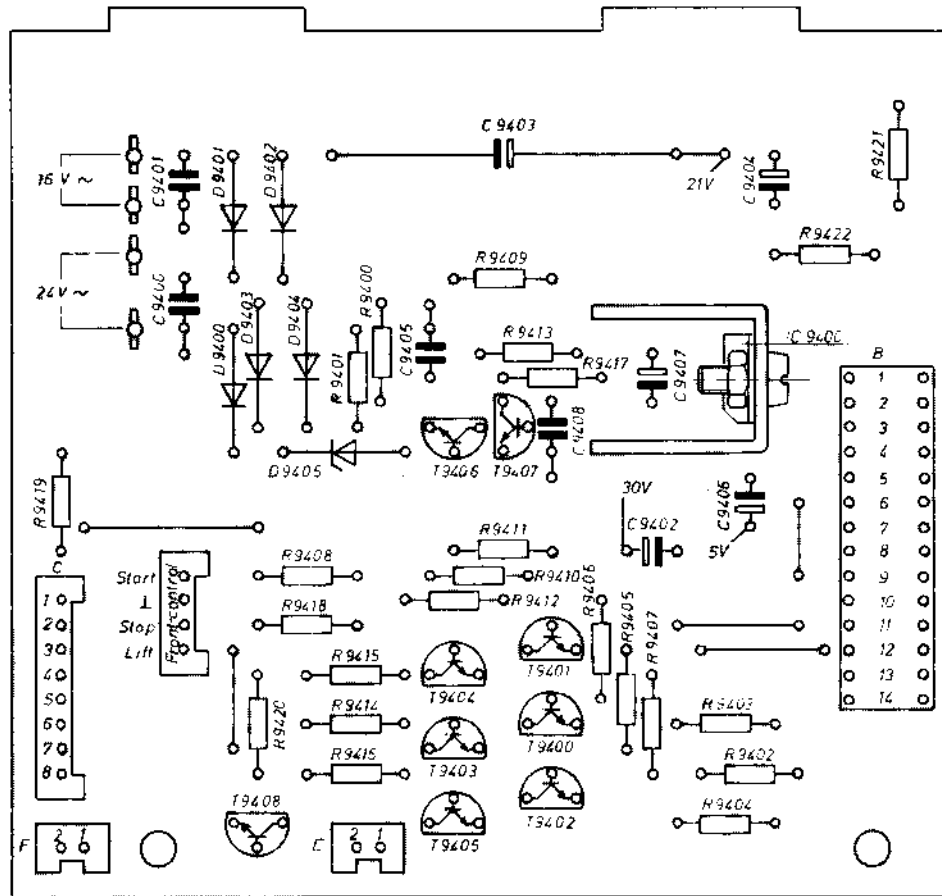 C 9403
16 V ~
C9401
D9401
D9402
21V
C9404
R9421
R9422
24V ~
C9400
R9409
D9400
D9403
D9404
R9400
R9401
C9405
R9413
R9417
C9407
IC 9400
C9408
D9405
T9406
T9407
B
1
2
3
4
5
6
7
8
9
10
11
12
13
14
R9419
30V
C9402
C9406
5V
R9411
R9410
R9412
R9408
R9418
C
1
2
3
4
5
6
7
8
Start
⊥
Stop
Lift
Front control
R9406
R9405
R9407
T9401
T9404
R9415
R9414
R9416
R9420
T9403
T9400
R9403
R9402
R9404
T9402
T9405
T9408
F
2 1
E
2 1